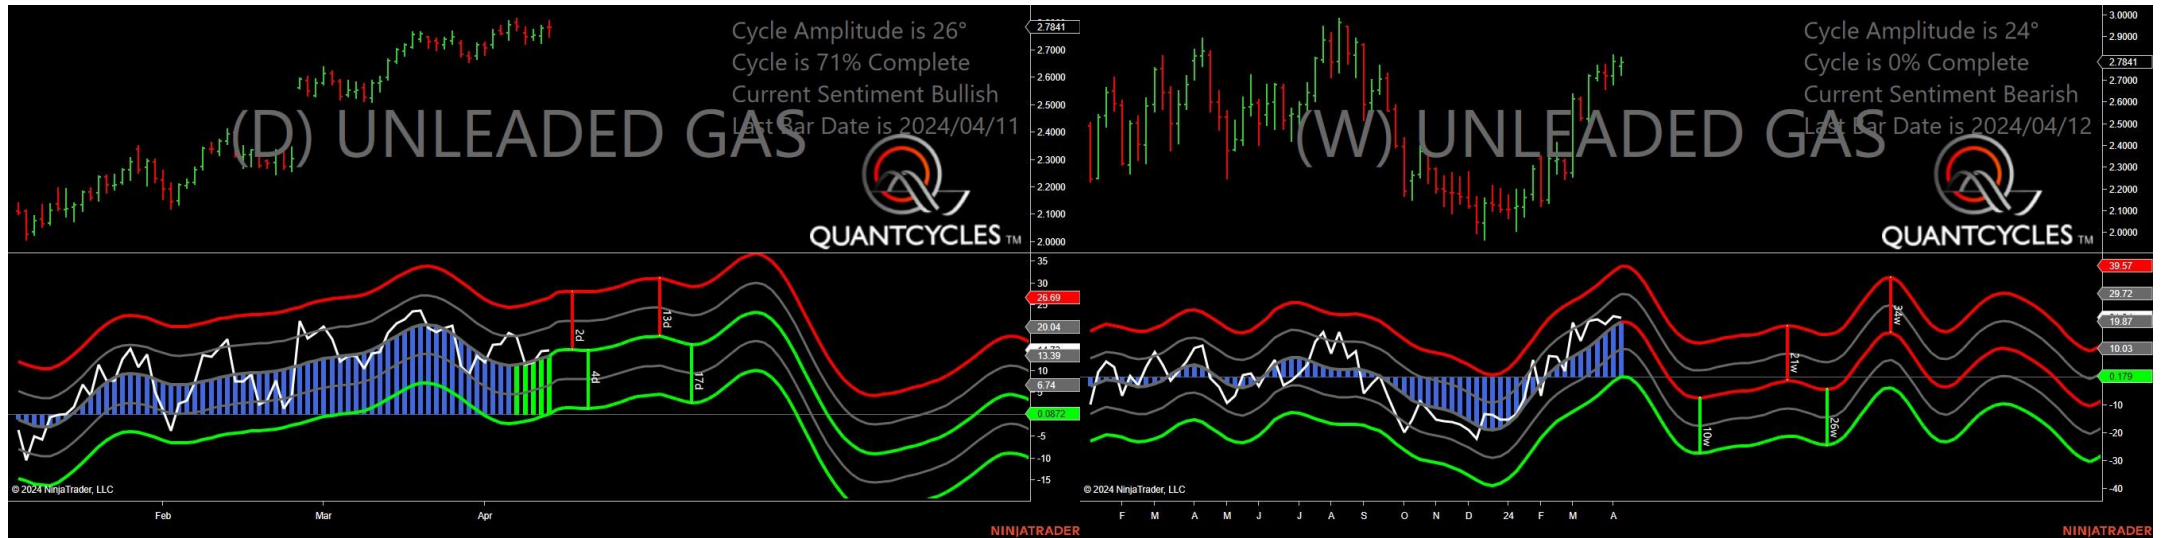 Cycle Amplitude is 26°
Cycle is 71% Complete
Current Sentiment Bullish
Last Bar Date is 2024/04/11
(D) UNLEADED GAS
QUANTCYCLES TM
2.7841
2.7000
2.6000
2.5000
2.4000
2.3000
2.2000
2.1000
2.0000
35
30
26.69
20.04
13.39
10
6.74
0.0872
-5
-10
-15
2d
4d
13d
17d
© 2024 NinjaTrader, LLC
Feb Mar Apr
NINJATRADER
Cycle Amplitude is 24°
Cycle is 0% Complete
Current Sentiment Bearish
Last Bar Date is 2024/04/12
(W) UNLEADED GAS
QUANTCYCLES TM
3.0000
2.9000
2.7841
2.7000
2.6000
2.5000
2.4000
2.3000
2.2000
2.1000
2.0000
39.57
29.72
19.87
10.03
0.179
-10
-20
-30
-40
10w
21w
26w
34w
© 2024 NinjaTrader, LLC
F M A M J J A S O N D 24 F M A
NINJATRADER